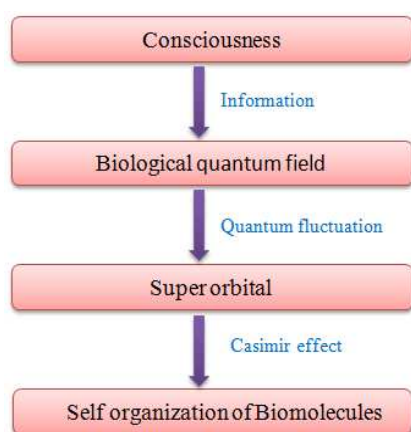 Consciousness
Information
Biological quantum field
Quantum fluctuation
Super orbital
Casimir effect
Self organization of Biomolecules